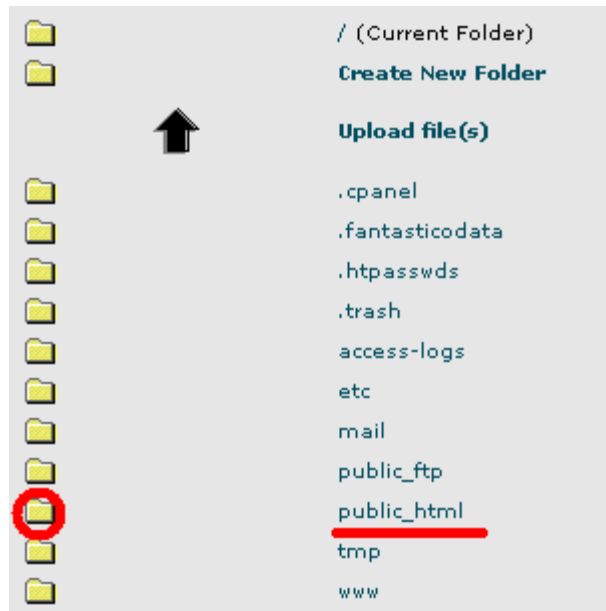 / (Current Folder)
Create New Folder
Upload file(s)
.cpanel
.fantasticodata
.htpasswds
.trash
access-logs
etc
mail
public_ftp
public_html
tmp
www